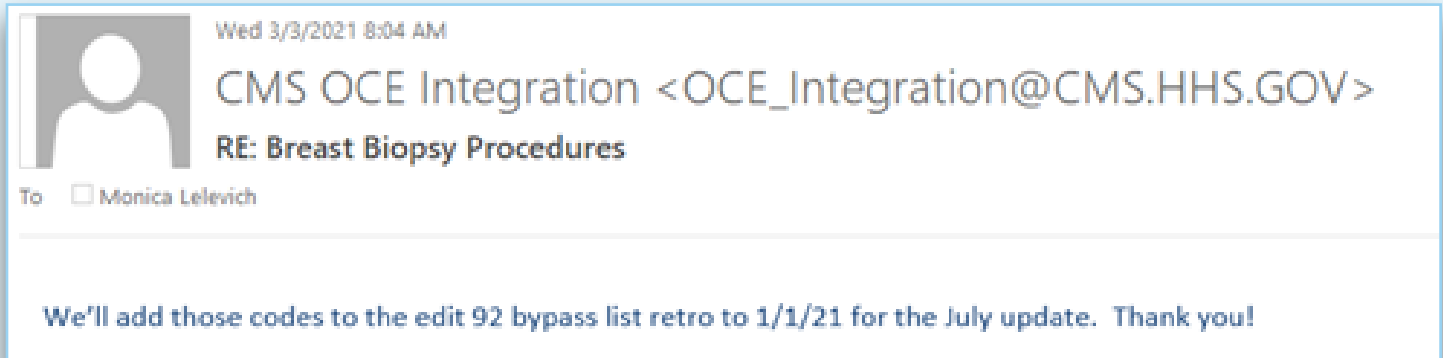 Wed 3/3/2021 8:04 AM
CMS OCE Integration <OCE_Integration@CMS.HHS.GOV>
RE: Breast Biopsy Procedures
To Monica Lelevich
We'll add those codes to the edit 92 bypass list retro to 1/1/21 for the July update.  Thank you!